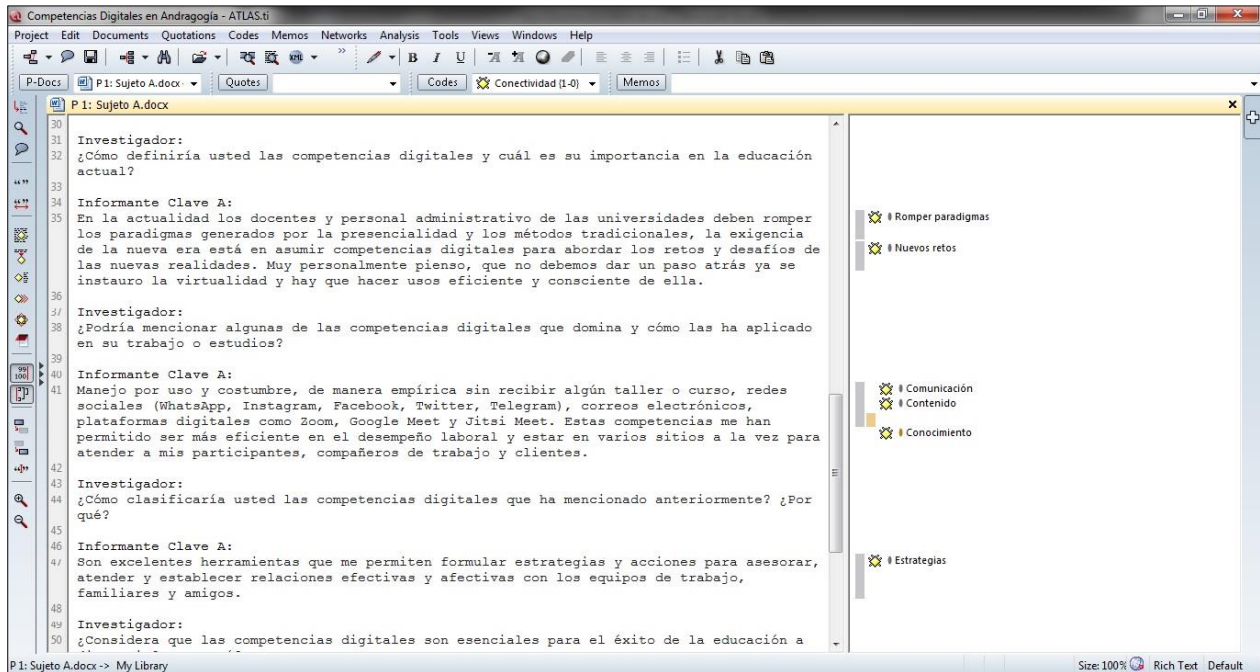 Competencias Digitales en Andragogía - ATLAS.ti
Project Edit Documents Quotations Codes Memos Networks Analysis Tools Views Windows Help
B I U
P-Docs P 1: Sujeto A.docx Quotes Codes Conectividad {1-0} Memos
P 1: Sujeto A.docx
30
31 Investigador:
32 ¿Cómo definiría usted las competencias digitales y cuál es su importancia en la educación
actual?
33
34 Informante Clave A:
35 En la actualidad los docentes y personal administrativo de las universidades deben romper
los paradigmas generados por la presencialidad y los métodos tradicionales, la exigencia
de la nueva era está en asumir competencias digitales para abordar los retos y desafíos de
las nuevas realidades. Muy personalmente pienso, que no debemos dar un paso atrás ya se
instauro la virtualidad y hay que hacer usos eficiente y consciente de ella.
Romper paradigmas
Nuevos retos
36
37 Investigador:
38 ¿Podría mencionar algunas de las competencias digitales que domina y cómo las ha aplicado
en su trabajo o estudios?
39
40 Informante Clave A:
41 Manejo por uso y costumbre, de manera empírica sin recibir algún taller o curso, redes
sociales (WhatsApp, Instagram, Facebook, Twitter, Telegram), correos electrónicos,
plataformas digitales como Zoom, Google Meet y Jitsi Meet. Estas competencias me han
permitido ser más eficiente en el desempeño laboral y estar en varios sitios a la vez para
atender a mis participantes, compañeros de trabajo y clientes.
Comunicación
Contenido
Conocimiento
42
43 Investigador:
44 ¿Cómo clasificaría usted las competencias digitales que ha mencionado anteriormente? ¿Por
qué?
45
46 Informante Clave A:
47 Son excelentes herramientas que me permiten formular estrategias y acciones para asesorar,
atender y establecer relaciones efectivas y afectivas con los equipos de trabajo,
familiares y amigos.
Estrategias
48
49 Investigador:
50 ¿Considera que las competencias digitales son esenciales para el éxito de la educación a
P 1: Sujeto A.docx -> My Library
Size: 100% Rich Text Default